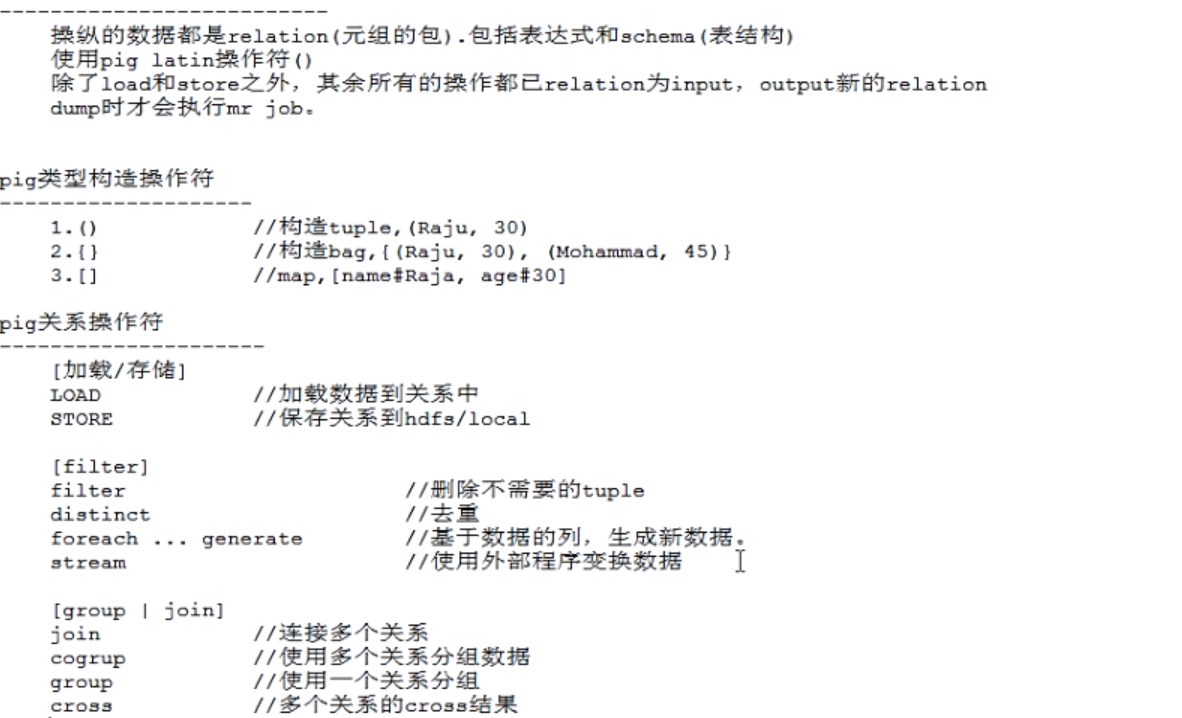 --------------------------
操纵的数据都是relation(元组的包).包括表达式和schema(表结构)
使用pig latin操作符()
除了load和store之外，其余所有的操作都已relation为input，output新的relation
dump时才会执行mr job。
pig类型构造操作符
--------------------
1.() //构造tuple,(Raju, 30)
2.{} //构造bag,{(Raju, 30), (Mohammad, 45)}
3.[] //map,[name#Raja, age#30]
pig关系操作符
---------------------
[加载/存储]
LOAD //加载数据到关系中
STORE //保存关系到hdfs/local
[filter]
filter //删除不需要的tuple
distinct //去重
foreach ... generate //基于数据的列，生成新数据。
stream //使用外部程序变换数据
[group | join]
join //连接多个关系
cogrup //使用多个关系分组数据
group //使用一个关系分组
cross //多个关系的cross结果